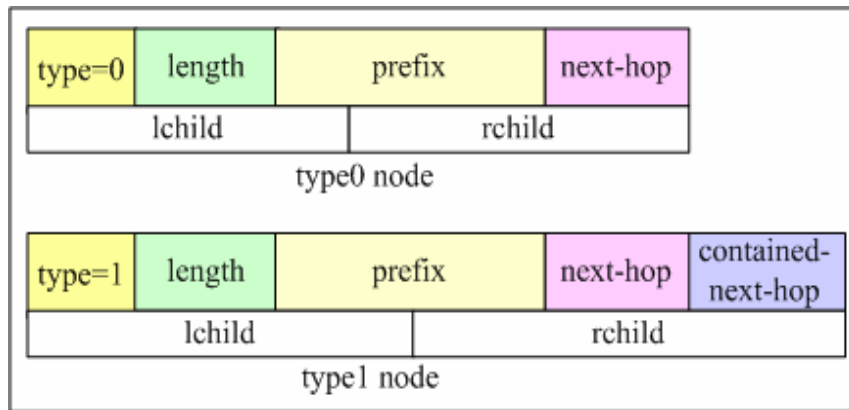 type=0 length prefix next-hop
lchild rchild
type0 node
type=1 length prefix next-hop contained-
next-hop
lchild rchild
type1 node